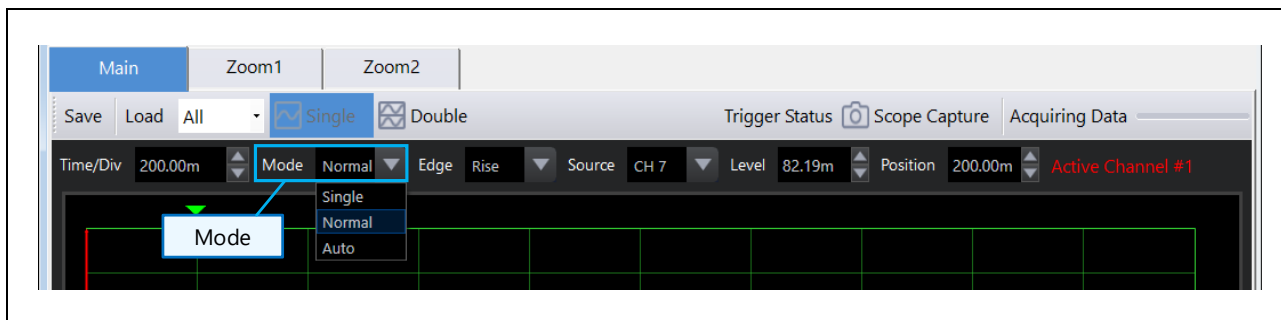 Main Zoom1 Zoom2
Save Load All Single Double Trigger Status Scope Capture Acquiring Data
Time/Div 200.00m Mode Normal Edge Rise Source CH 7 Level 82.19m Position 200.00m Active Channel #1
Single
Normal
Auto
Mode